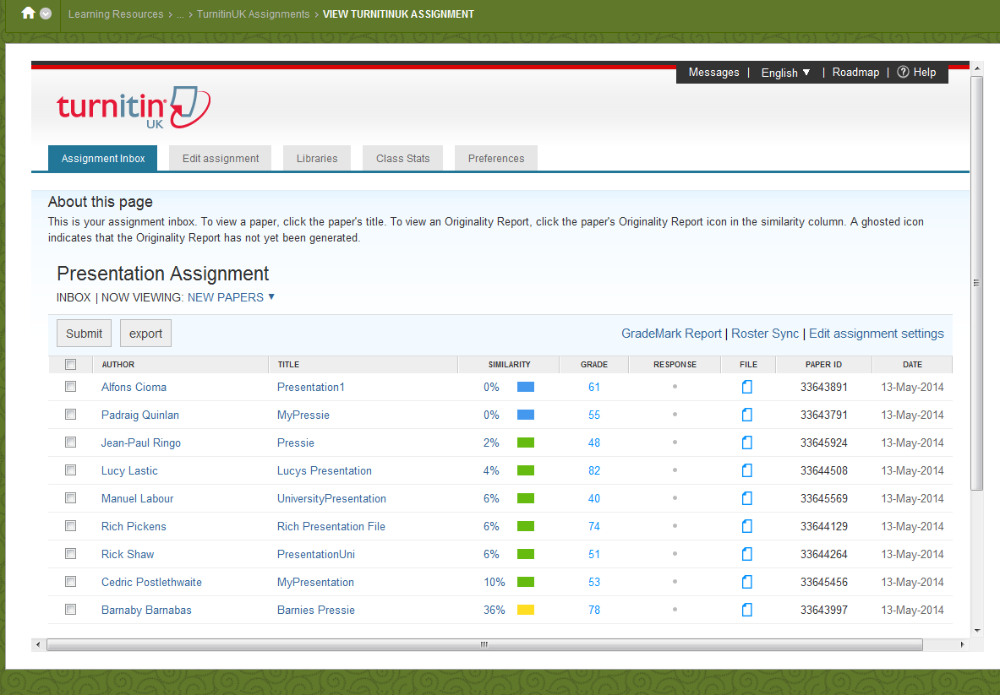 Learning Resources > ... > TurnitinUK Assignments > VIEW TURNITINUK ASSIGNMENT
Messages | English ▼ | Roadmap | ? Help
turnitin®
UK
Assignment Inbox Edit assignment Libraries Class Stats Preferences
About this page
This is your assignment inbox. To view a paper, click the paper's title. To view an Originality Report, click the paper's Originality Report icon in the similarity column. A ghosted icon
indicates that the Originality Report has not yet been generated.
Presentation Assignment
INBOX | NOW VIEWING: NEW PAPERS ▼
Submit export GradeMark Report | Roster Sync | Edit assignment settings
AUTHOR TITLE SIMILARITY GRADE RESPONSE FILE PAPER ID DATE
Alfons Cioma Presentation1 0% 61 33643891 13-May-2014
Padraig Quinlan MyPressie 0% 55 33643791 13-May-2014
Jean-Paul Ringo Pressie 2% 48 33645924 13-May-2014
Lucy Lastic Lucys Presentation 4% 82 33644508 13-May-2014
Manuel Labour UniversityPresentation 6% 40 33645569 13-May-2014
Rich Pickens Rich Presentation File 6% 74 33644129 13-May-2014
Rick Shaw PresentationUni 6% 51 33644264 13-May-2014
Cedric Postlethwaite MyPresentation 10% 53 33645456 13-May-2014
Barnaby Barnabas Barnies Pressie 36% 78 33643997 13-May-2014